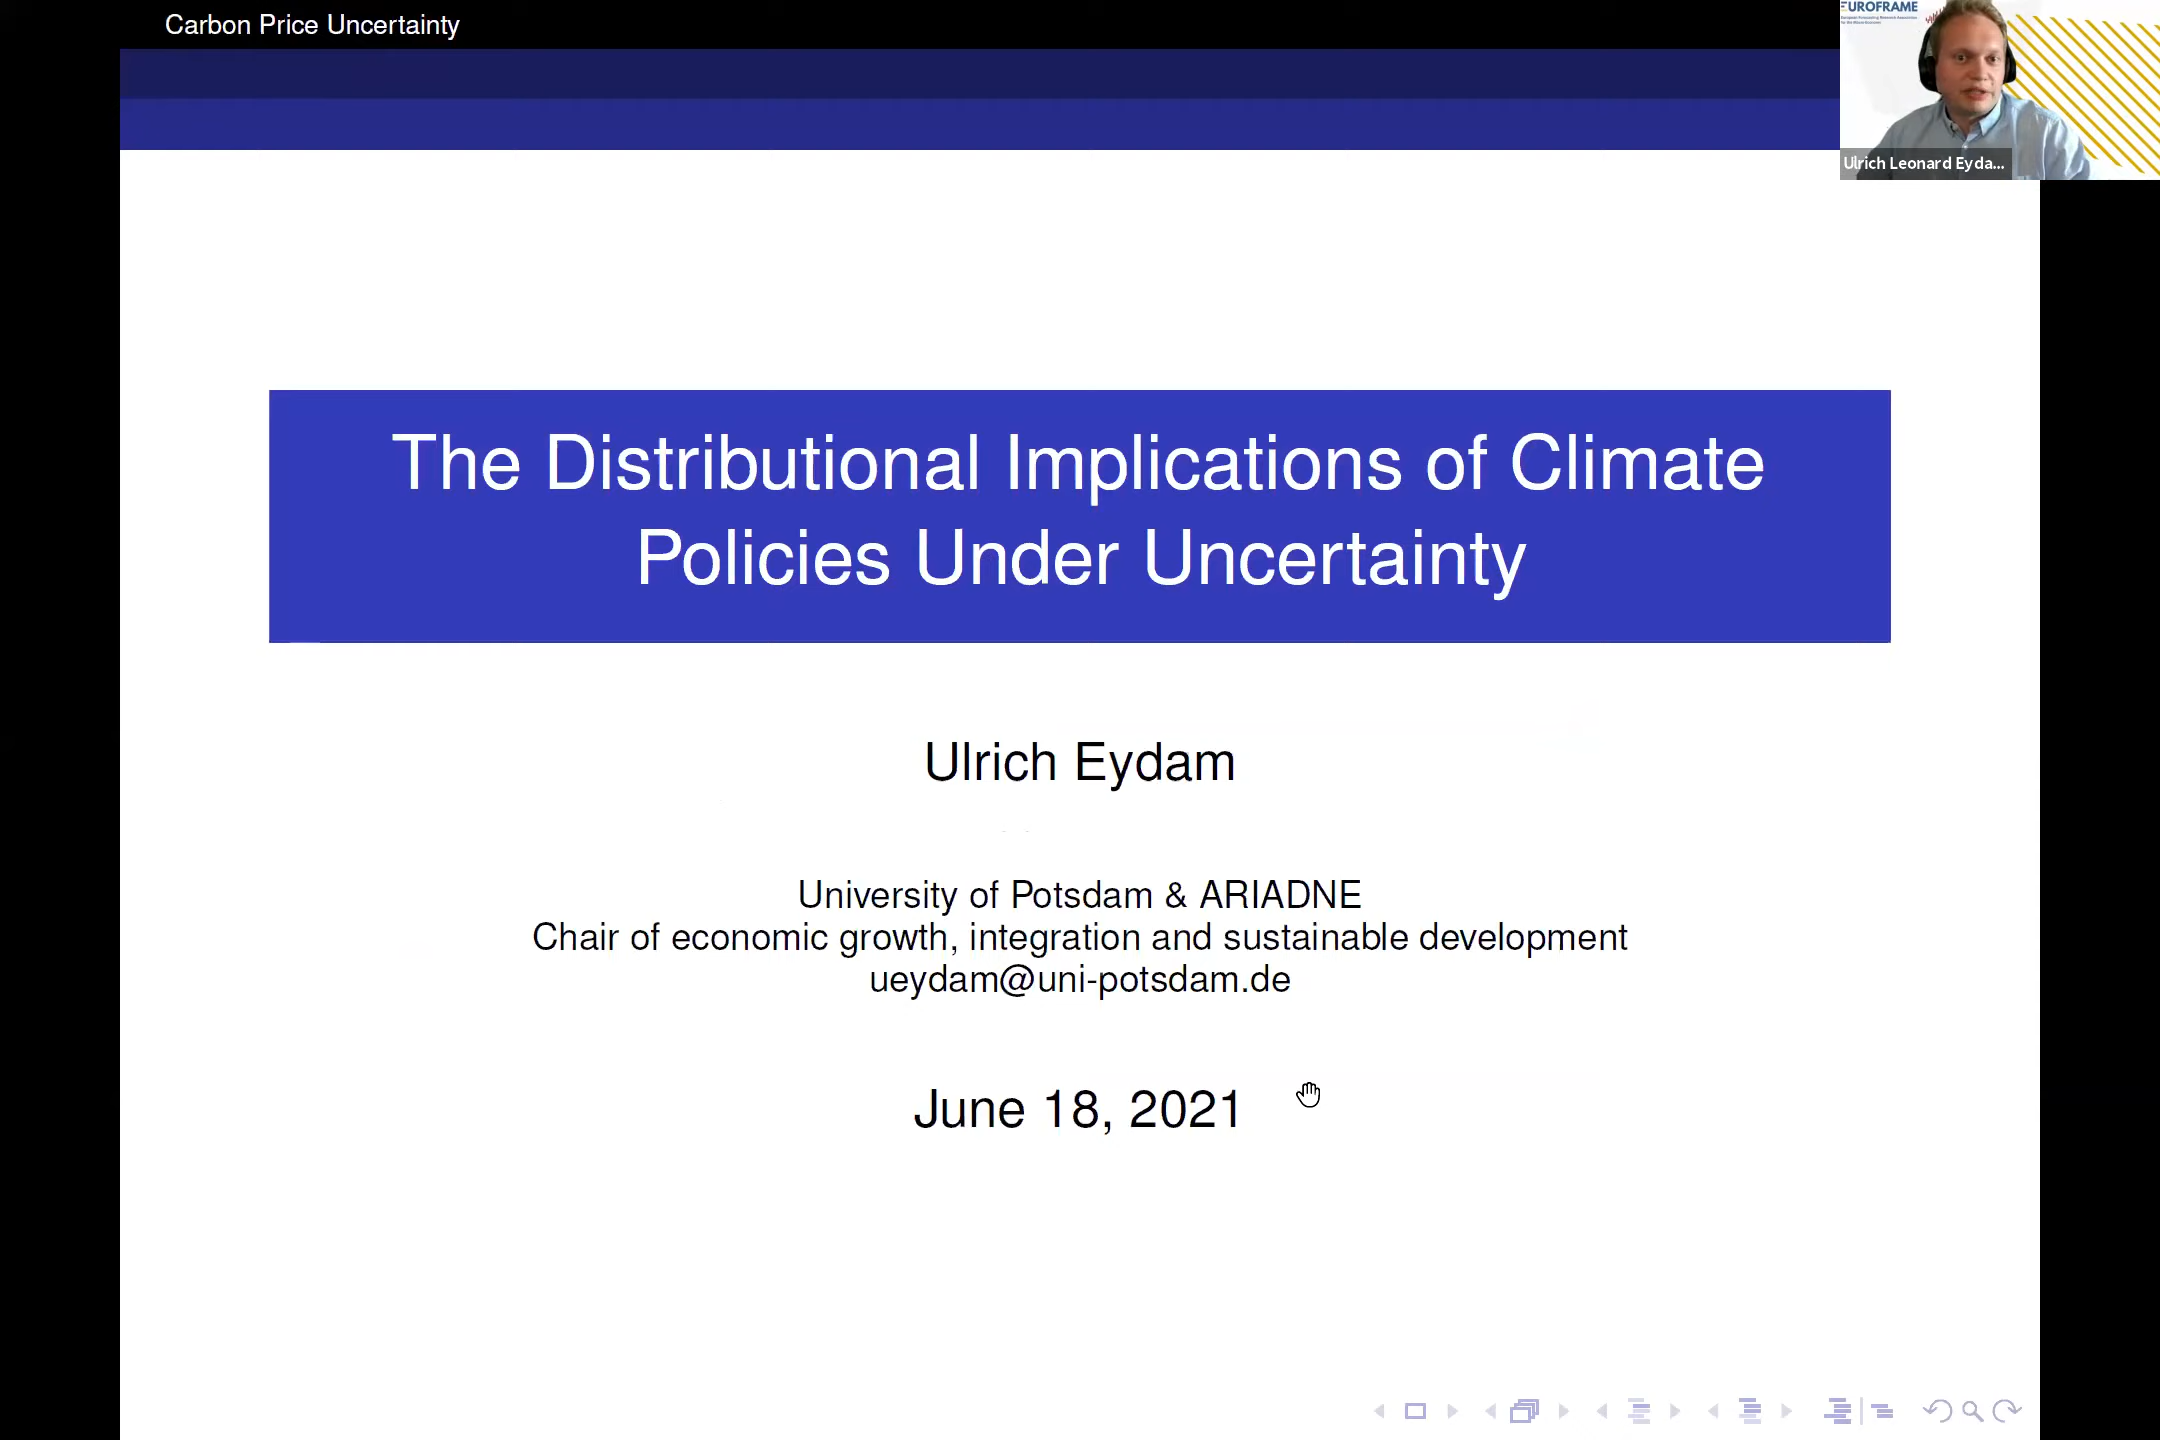 Carbon Price Uncertainty
UROFRAME
Ulrich Leonard Eyda...
The Distributional Implications of Climate
Policies Under Uncertainty
Ulrich Eydam
University of Potsdam & ARIADNE
Chair of economic growth, integration and sustainable development
ueydam@uni-potsdam.de
June 18, 2021